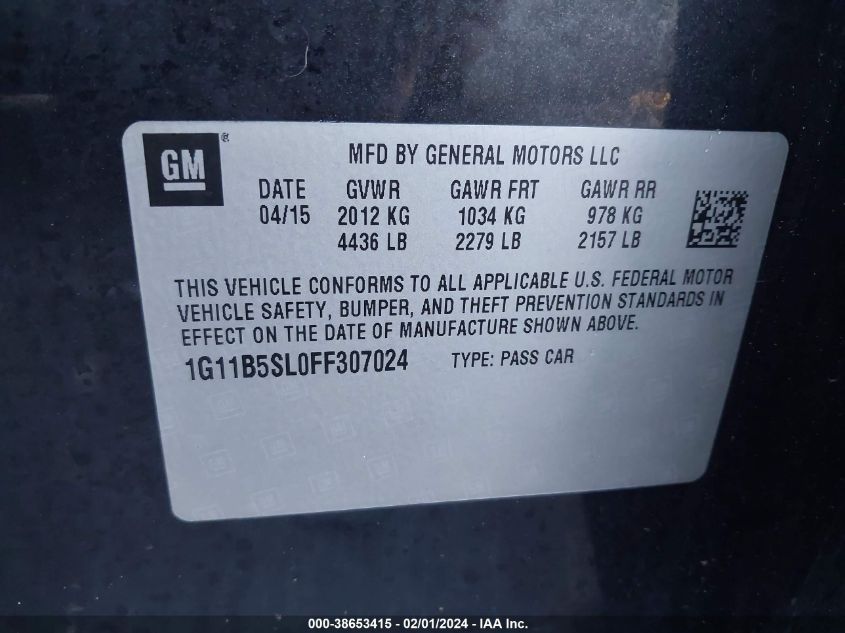 GM ®
MFD BY GENERAL MOTORS LLC
DATE GVWR GAWR FRT GAWR RR
04/15 2012 KG 1034 KG 978 KG
4436 LB 2279 LB 2157 LB
THIS VEHICLE CONFORMS TO ALL APPLICABLE U.S. FEDERAL MOTOR
VEHICLE SAFETY, BUMPER, AND THEFT PREVENTION STANDARDS IN
EFFECT ON THE DATE OF MANUFACTURE SHOWN ABOVE.
1G11B5SL0FF307024 TYPE: PASS CAR
000-38653415 - 02/01/2024 - IAA Inc.